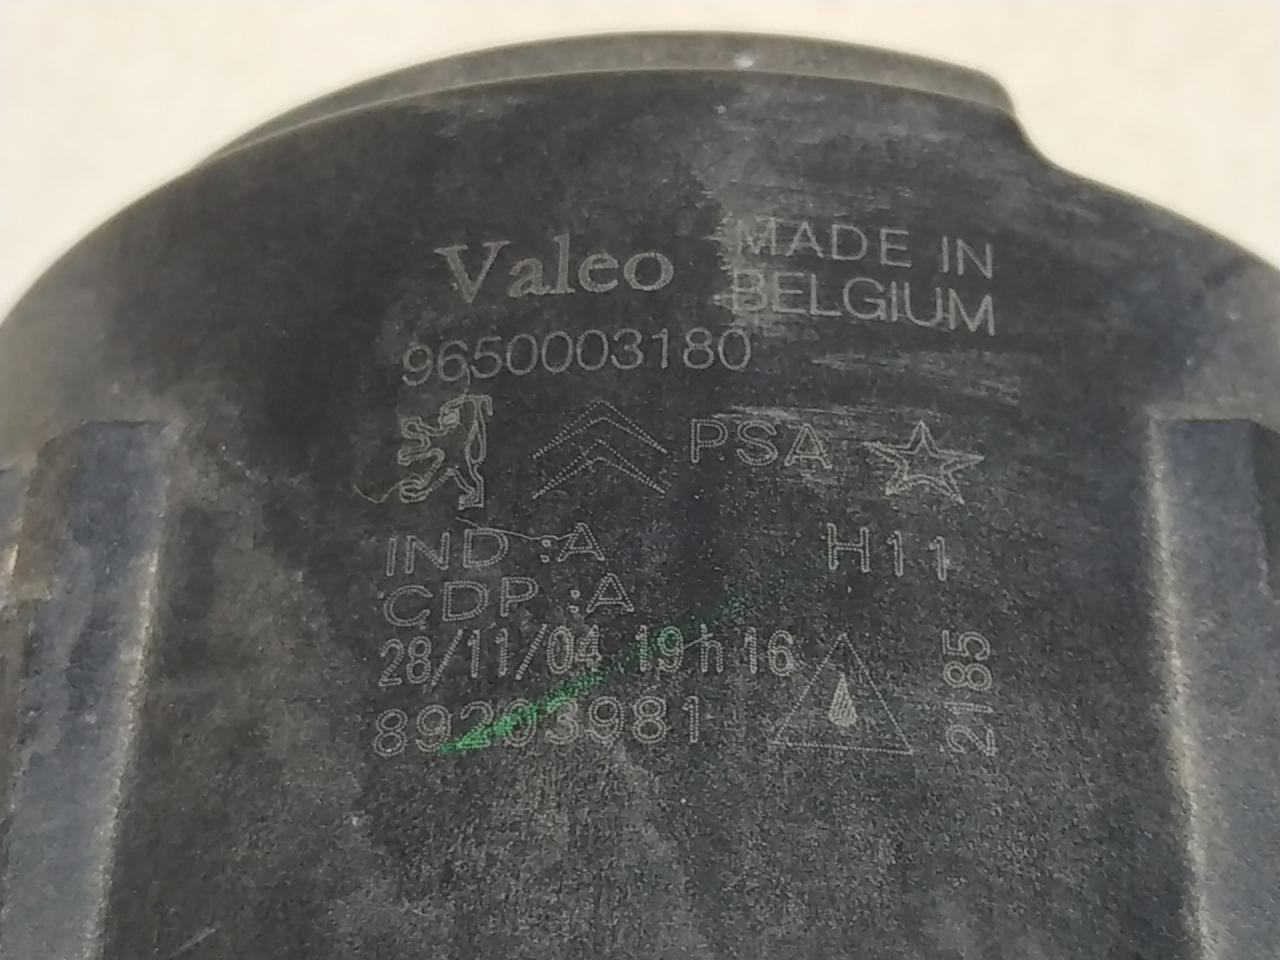 Valeo
MADE IN
BELGIUM
9650003180
PSA
IND :A
H11
CDP :A
28/11/04 19h16
89203981
2185